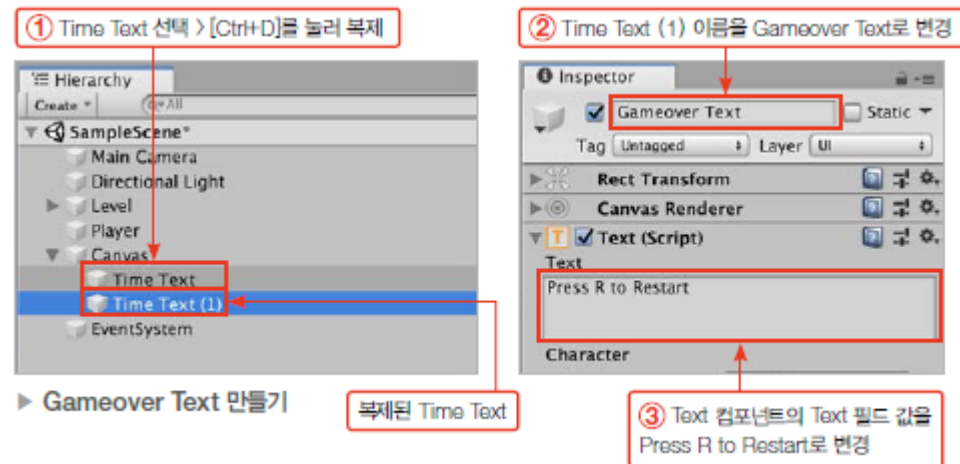 ① Time Text 선택 > [Ctrl+D]를 눌러 복제
② Time Text (1) 이름을 Gameover Text로 변경
Hierarchy
Create
All
SampleScene*
Main Camera
Directional Light
Level
Player
Canvas
Time Text
Time Text (1)
EventSystem
▶ Gameover Text 만들기
복제된 Time Text
Inspector
Gameover Text
Static
Tag Untagged Layer UI
Rect Transform
Canvas Renderer
T Text (Script)
Text
Press R to Restart
Character
③ Text 컴포넌트의 Text 필드 값을
Press R to Restart로 변경